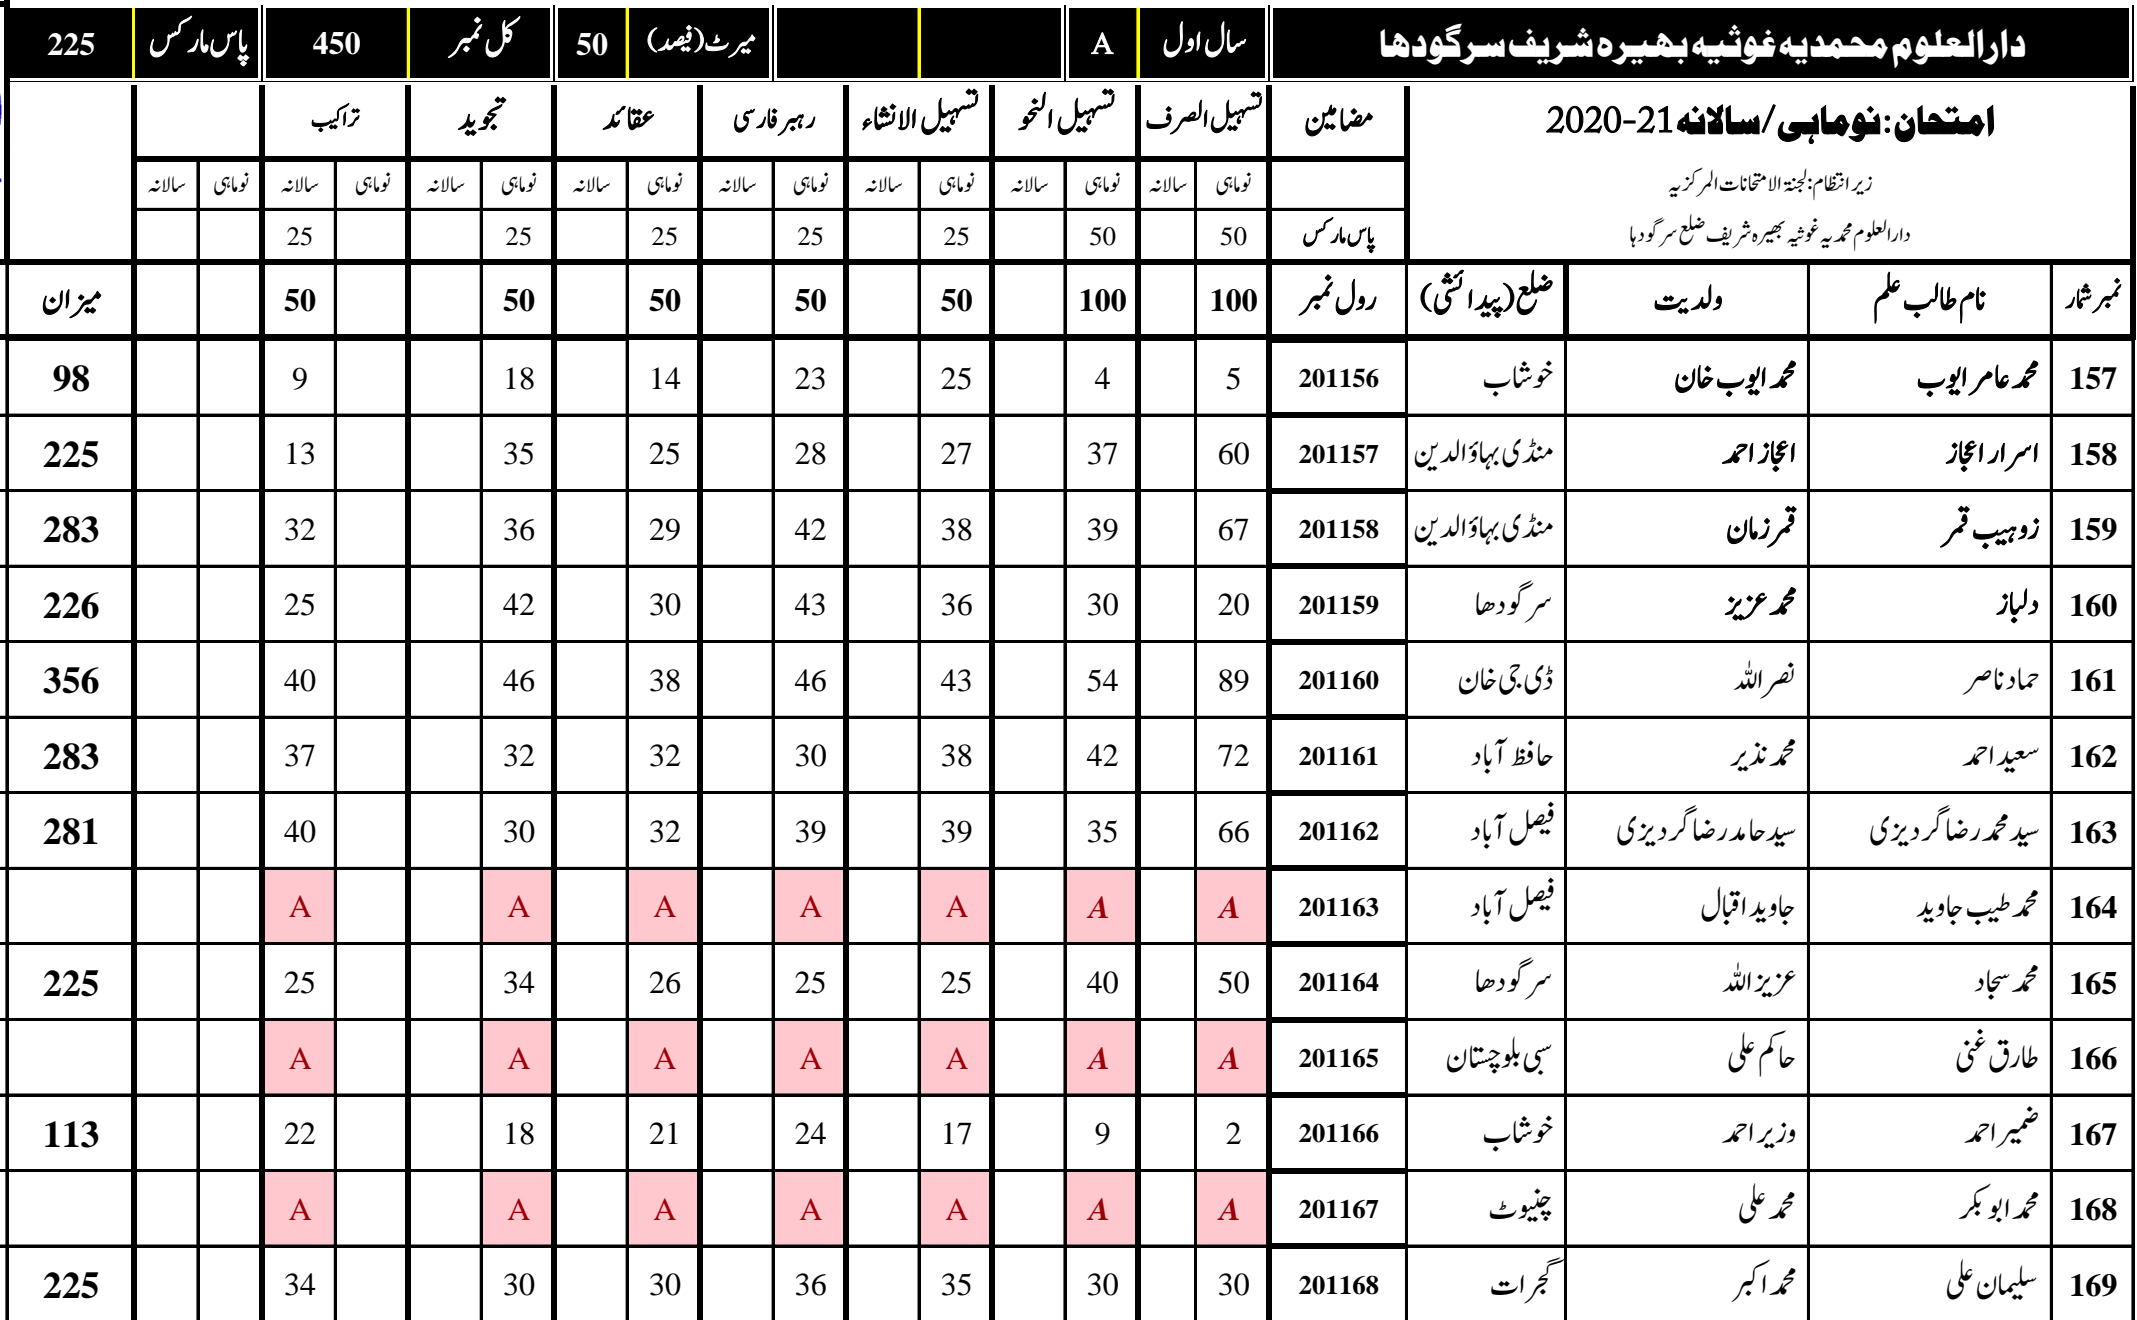 دارالعلوم محمدیہ غوثیہ بھیرہ شریف سرگودھا سال اول A میرٹ(فیصد) 50 کل نمبر 450 پاس مارکس 225
امتحان:نوماہی/سالانہ 2020-21 مضامین تسہیل الصرف تسہیل النحو تسہیل الانشاء رہبر فارسی عقائد تجوید تراکیب
زیر انتظام:لجنۃ الامتحانات المرکزیہ نوماہی سالانہ نوماہی سالانہ نوماہی سالانہ نوماہی سالانہ نوماہی سالانہ نوماہی سالانہ نوماہی سالانہ نوماہی سالانہ
دارالعلوم محمدیہ غوثیہ بھیرہ شریف ضلع سرگودہا پاس مارکس 50 50 25 25 25 25 25
نمبر شمار نام طالب علم ولدیت ضلع(پیدائشی) رول نمبر 100 100 50 50 50 50 50 میزان
157 محمد عامر ایوب محمد ایوب خان خوشاب 201156 5 4 25 23 14 18 9 98
158 اسرار اعجاز اعجاز احمد منڈی بہاؤالدین 201157 60 37 27 28 25 35 13 225
159 زوہیب قمر قمر زمان منڈی بہاؤالدین 201158 67 39 38 42 29 36 32 283
160 دلباز محمد عزیز سرگودھا 201159 20 30 36 43 30 42 25 226
161 حماد ناصر نصر اللہ ڈی جی خان 201160 89 54 43 46 38 46 40 356
162 سعید احمد محمد نذیر حافظ آباد 201161 72 42 38 30 32 32 37 283
163 سید محمد رضا گردیزی سید حامد رضا گردیزی فیصل آباد 201162 66 35 39 39 32 30 40 281
164 محمد طیب جاوید جاوید اقبال فیصل آباد 201163 A A A A A A A
165 محمد سجاد عزیز اللہ سرگودھا 201164 50 40 25 25 26 34 25 225
166 طارق غنی حاکم علی سبی بلوچستان 201165 A A A A A A A
167 ضمیر احمد وزیر احمد خوشاب 201166 2 9 17 24 21 18 22 113
168 محمد ابو بکر محمد علی چنیوٹ 201167 A A A A A A A
169 سلیمان علی محمد اکبر گجرات 201168 30 30 35 36 30 30 34 225